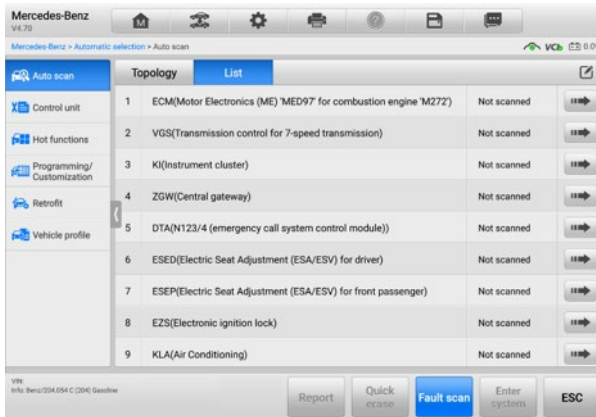 Mercedes-Benz
V4.70
Mercedes-Benz > Automatic selection > Auto scan
VCb 0.0
Auto scan
Topology List
1 ECM(Motor Electronics (ME) 'MED97' for combustion engine 'M272') Not scanned
Control unit
2 VGS(Transmission control for 7-speed transmission) Not scanned
Hot functions
3 KI(Instrument cluster) Not scanned
Programming/
Customization
4 ZGW(Central gateway) Not scanned
Retrofit
5 DTA(N123/4 (emergency call system control module)) Not scanned
Vehicle profile
6 ESED(Electric Seat Adjustment (ESA/ESV) for driver) Not scanned
7 ESEP(Electric Seat Adjustment (ESA/ESV) for front passenger) Not scanned
8 EZS(Electronic ignition lock) Not scanned
9 KLA(Air Conditioning) Not scanned
VIN:
Info: Benz/204.054 C (204) Gasoline
Report Quick erase Fault scan Enter system ESC